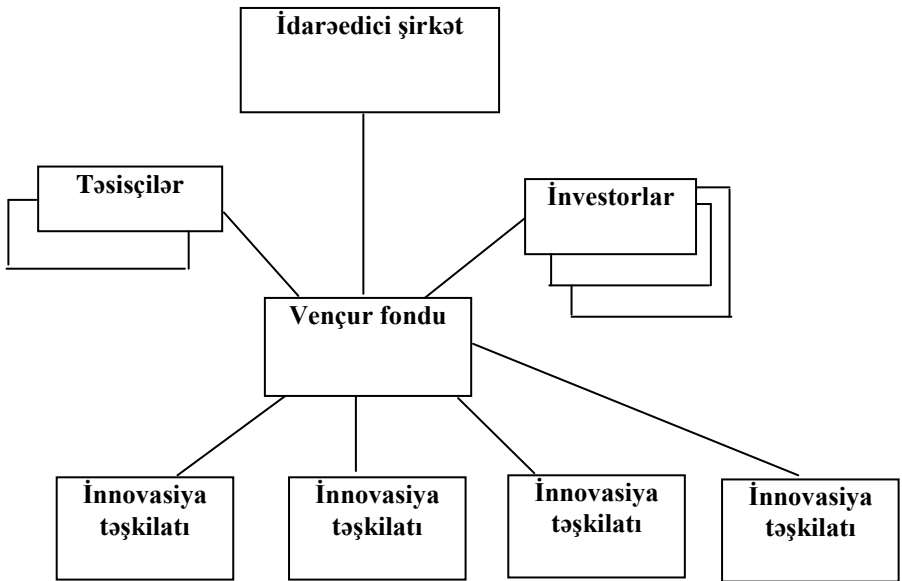 İdarəedici şirkət
Təsisçilər
İnvestorlar
Vençur fondu
İnnovasiya
təşkilatı
İnnovasiya
təşkilatı
İnnovasiya
təşkilatı
İnnovasiya
təşkilatı